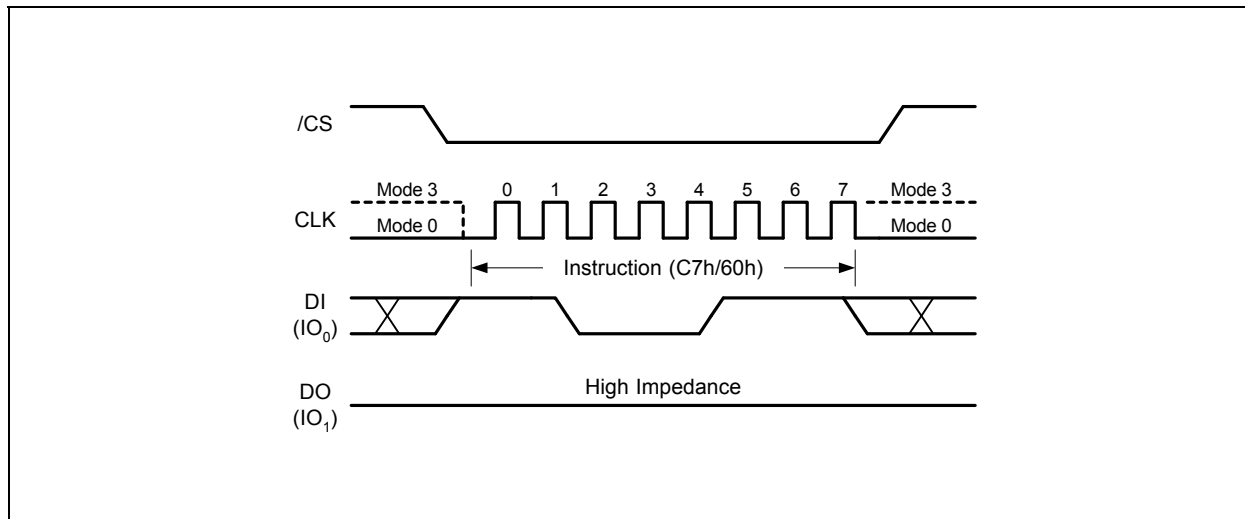 /CS
Mode 3 0 1 2 3 4 5 6 7 Mode 3
CLK
Mode 0 Mode 0
Instruction (C7h/60h)
DI
(IO₀)
High Impedance
DO
(IO₁)